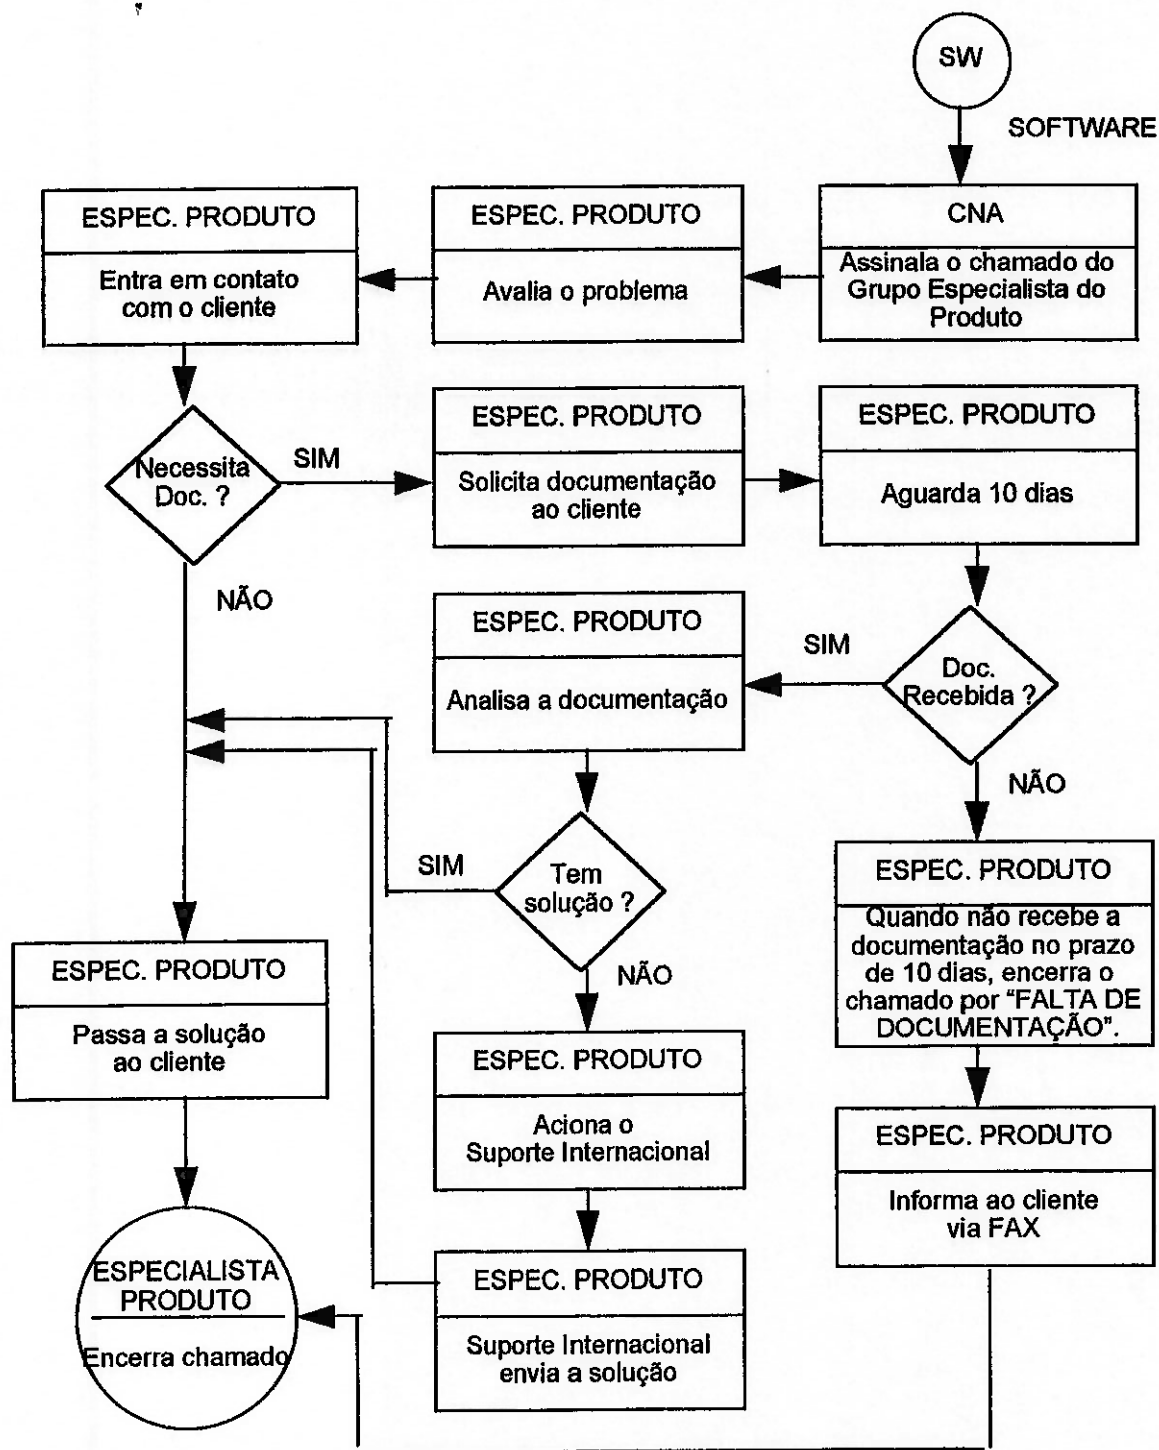 SW
SOFTWARE
CNA
Assinala o chamado do
Grupo Especialista do
Produto
ESPEC. PRODUTO
Avalia o problema
ESPEC. PRODUTO
Entra em contato
com o cliente
Necessita
Doc. ?
SIM
NÃO
ESPEC. PRODUTO
Solicita documentação
ao cliente
ESPEC. PRODUTO
Aguarda 10 dias
Doc.
Recebida ?
SIM
NÃO
ESPEC. PRODUTO
Analisa a documentação
Tem
solução ?
SIM
NÃO
ESPEC. PRODUTO
Quando não recebe a
documentação no prazo
de 10 dias, encerra o
chamado por “FALTA DE
DOCUMENTAÇÃO”.
ESPEC. PRODUTO
Passa a solução
ao cliente
ESPEC. PRODUTO
Aciona o
Suporte Internacional
ESPEC. PRODUTO
Informa ao cliente
via FAX
ESPEC. PRODUTO
Suporte Internacional
envia a solução
ESPECIALISTA
PRODUTO
Encerra chamado